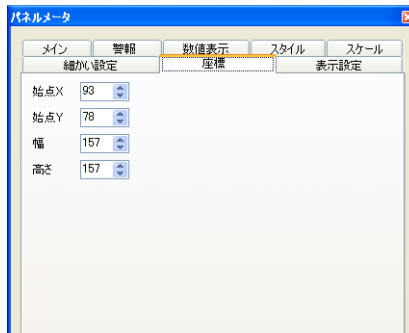 パネルメータ
メイン 警報 数値表示 スタイル スケール
細かい設定 座標 表示設定
始点X 93
始点Y 78
幅 157
高さ 157